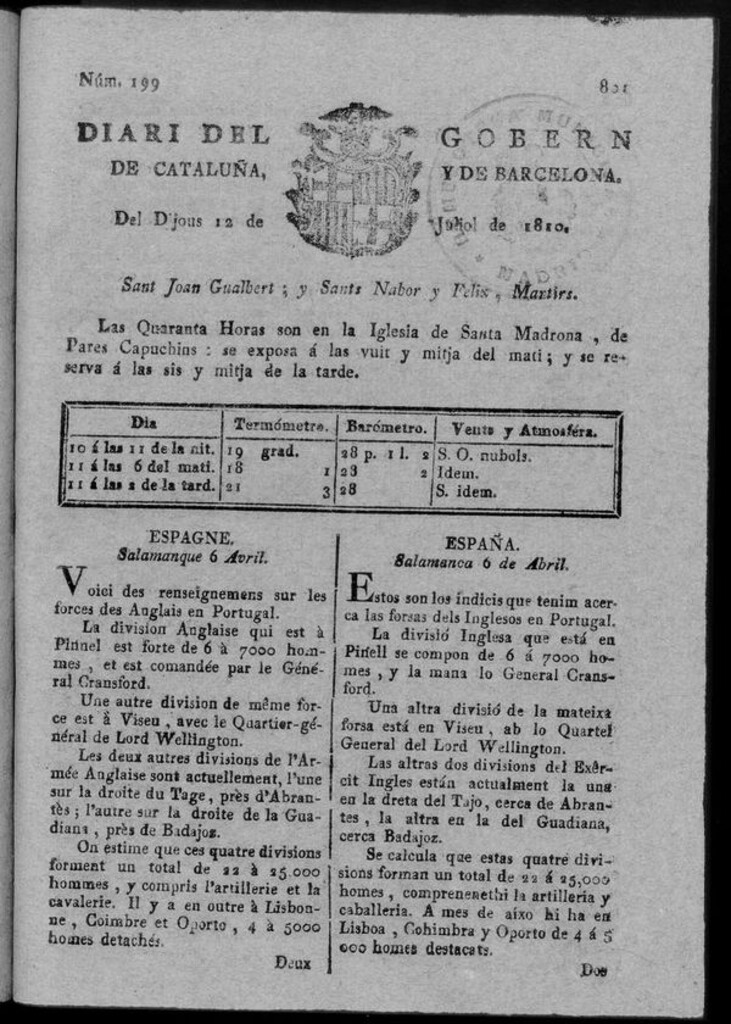 Núm. 199
801
DIARI DEL GOBERN
DE CATALUÑA, Y DE BARCELONA.
Del Dijous 12 de Juliol de 1810.
Sant Joan Gualbert ; y Sants Nabor y Felix, Martirs.
Las Quaranta Horas son en la Iglesia de Santa Madrona , de
Pares Capuchins : se exposa á las vuit y mitja del mati ; y se re-
serva á las sis y mitja de la tarde.
Dia Termómetro. Barómetro. Vents y Atmosféra.
10 á las 11 de la nit. 19 grad. 28 p. 1 l. 2 S. O. nubols.
11 á las 6 del mati. 18 1 28 2 Idem.
11 á las 2 de la tard. 21 3 28 S. idem.
ESPAGNE.
Salamanque 6 Avril.
Voici des renseignemens sur les
forces des Anglais en Portugal.
La division Anglaise qui est à
Piñnel est forte de 6 à 7000 hom-
mes , et est comandée par le Géné-
ral Cransford.
Une autre division de même for-
ce est à Viseu , avec le Quartier-gé-
néral de Lord Wellington.
Les deux autres divisions de l'Ar-
mée Anglaise sont actuellement, l'une
sur la droite du Tage, près d'Abran-
tès ; l'autre sur la droite de la Gua-
diana , près de Badajoz.
On estime que ces quatre divisions
forment un total de 22 à 25.000
hommes , y compris l'artillerie et la
cavalerie. Il y a en outre à Lisbon-
ne , Coimbre et Oporto , 4 à 5000
homes detachés.
Deux
ESPAÑA.
Salamanca 6 de Abril.
Estos son los índicis que tenim acer-
ca las forsas dels Inglesos en Portugal.
La divisió Inglesa que está en
Piñell se compon de 6 á 7000 ho-
mes , y la mana lo General Crans-
ford.
Una altra divisió de la mateixa
forsa está en Viseu , ab lo Quartel
General del Lord Wellington.
Las altras dos divisions del Exèr-
cit Ingles están actualment la una
en la dreta del Tajo, cerca de Abran-
tes , la altra en la del Guadiana,
cerca Badajoz.
Se calcula que estas quatre divi-
sions forman un total de 22 á 25,000
homes , comprenenethi la artilleria y
caballeria. A mes de aixo hi ha en
Lisboa , Cohimbra y Oporto de 4 á 5
000 homes destacats.
Dos